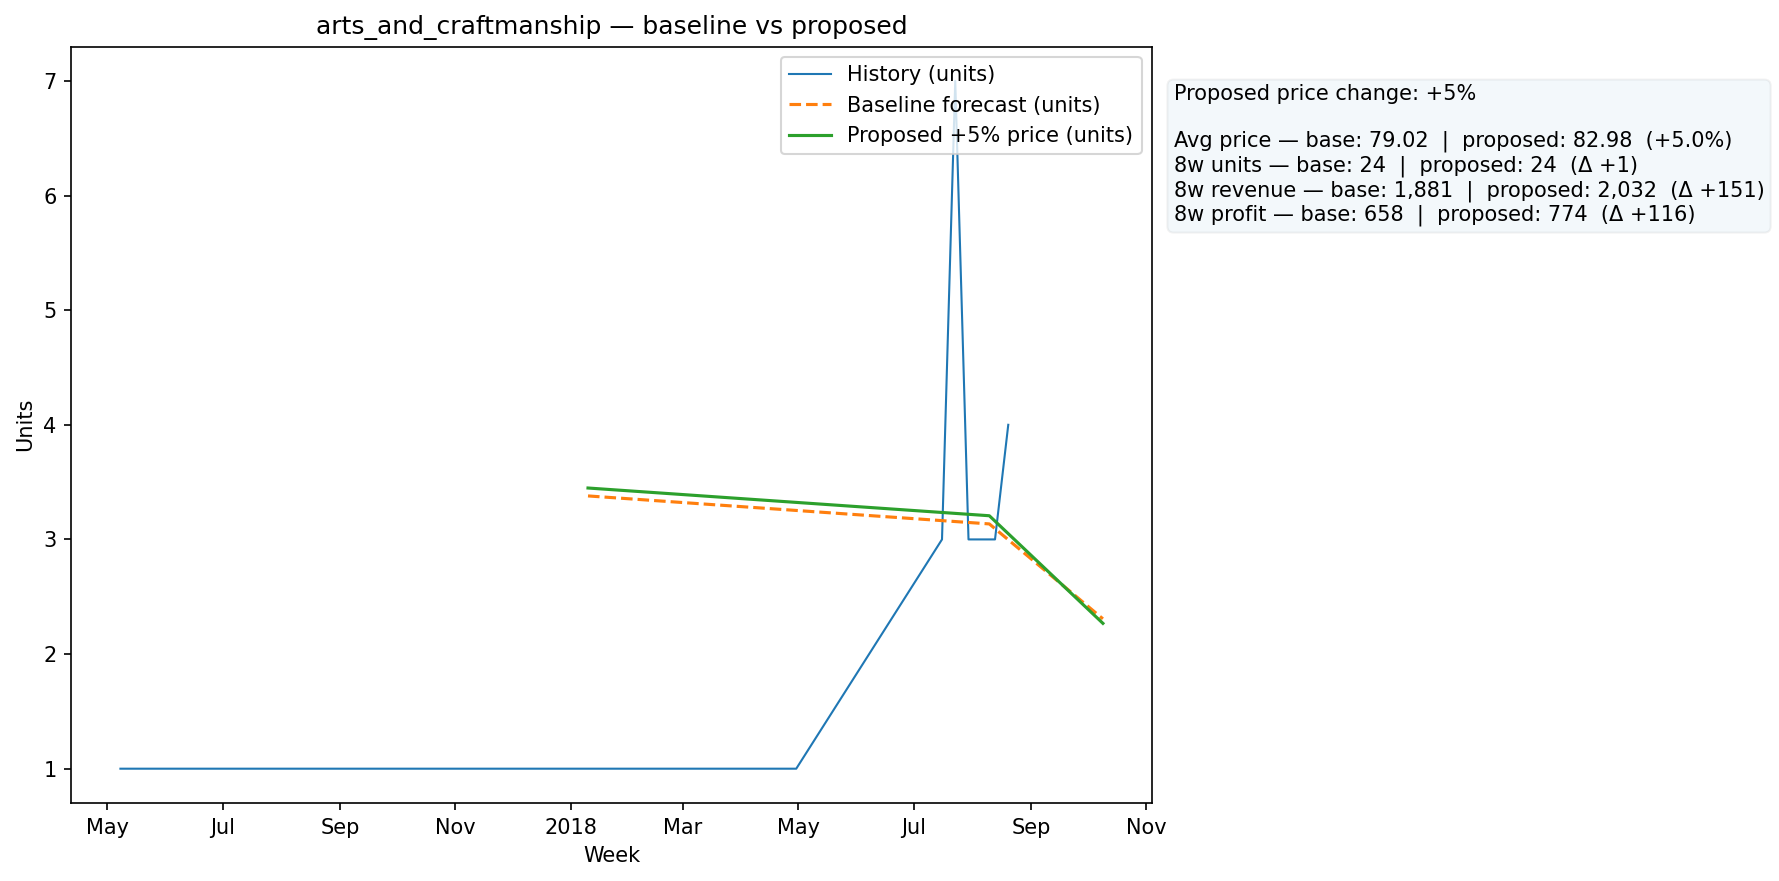 arts_and_craftmanship — baseline vs proposed
History (units)
Baseline forecast (units)
Proposed +5% price (units)
Proposed price change: +5%
Avg price — base: 79.02 | proposed: 82.98 (+5.0%)
8w units — base: 24 | proposed: 24 (Δ +1)
8w revenue — base: 1,881 | proposed: 2,032 (Δ +151)
8w profit — base: 658 | proposed: 774 (Δ +116)
Units
7
6
5
4
3
2
1
May Jul Sep Nov 2018 Mar May Jul Sep Nov
Week